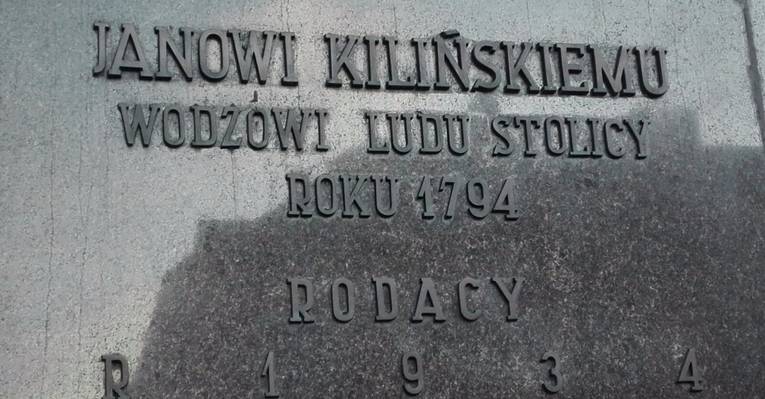 JANOWI KILIŃSKIEMU
WODZOWI LUDU STOLICY
ROKU 1794
RODACY
R 1934